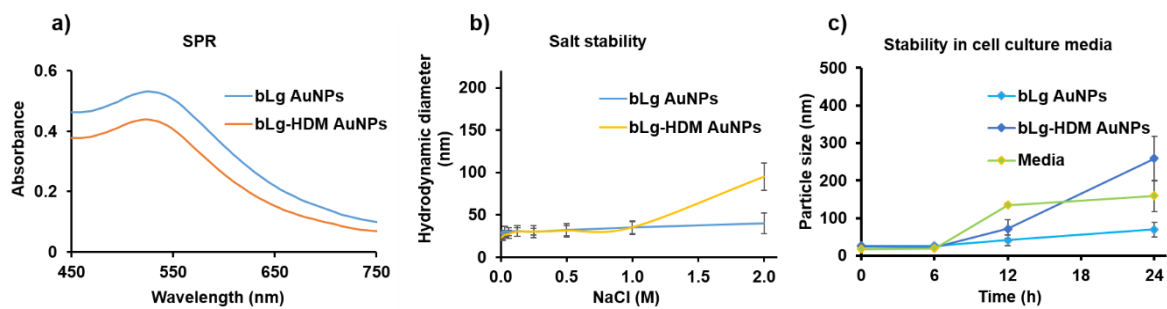 a)
SPR
0.6
0.4
0.2
0
Absorbance
450
550
650
750
Wavelength (nm)
bLg AuNPs
bLg-HDM AuNPs
b)
Salt stability
200
150
100
50
0
Hydrodynamic diameter
(nm)
0.0
0.5
1.0
1.5
2.0
NaCl (M)
bLg AuNPs
bLg-HDM AuNPs
c)
Stability in cell culture media
500
400
300
200
100
0
Particle size (nm)
0
6
12
18
24
Time (h)
bLg AuNPs
bLg-HDM AuNPs
Media